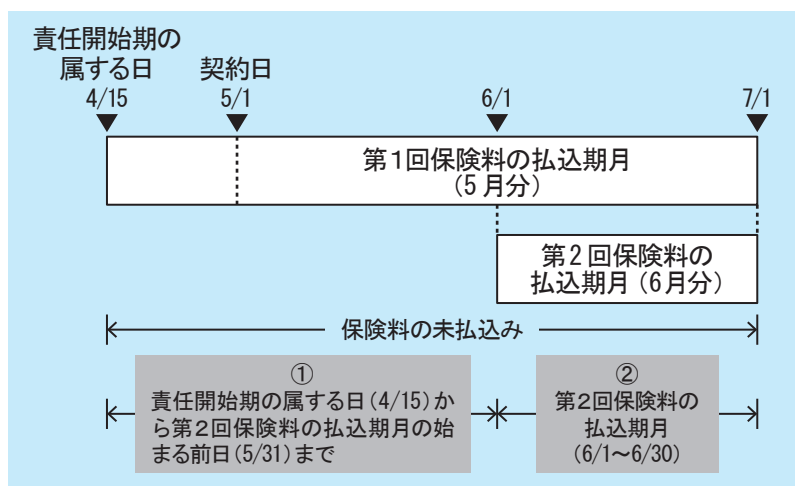 責任開始期の
属する日
4/15
契約日
5/1
6/1
7/1
第1回保険料の払込期月
(5月分)
第2回保険料の
払込期月(6月分)
保険料の未払込み
①
責任開始期の属する日(4/15)か
ら第2回保険料の払込期月の始
まる前日(5/31)まで
②
第2回保険料の
払込期月
(6/1〜6/30)